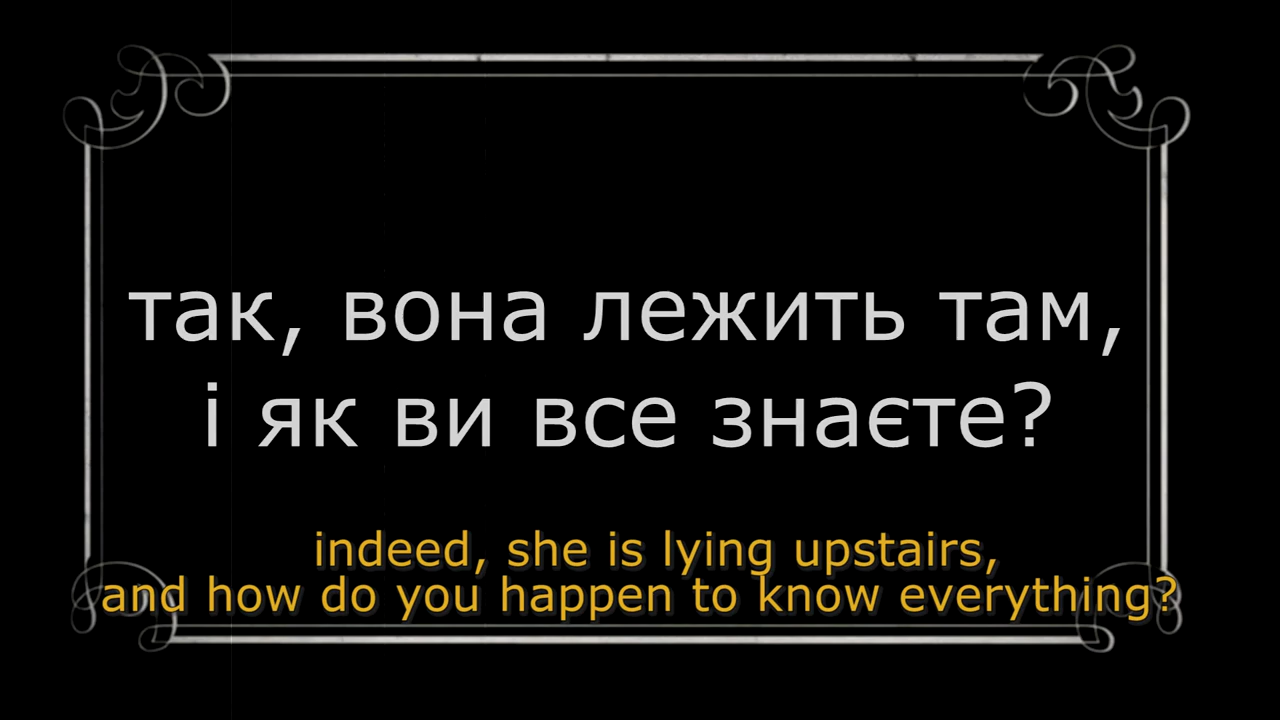 так, вона лежить там,
і як ви все знаєте?
indeed, she is lying upstairs,
and how do you happen to know everything?